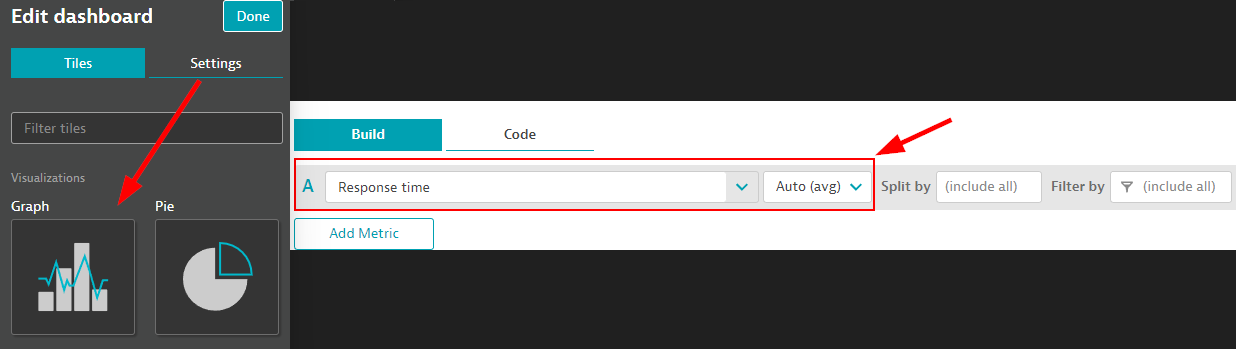 Edit dashboard
Done
Tiles
Settings
Filter tiles
Visualizations
Graph
Pie
Build
Code
A
Response time
Auto (avg)
Split by
(include all)
Filter by
(include all)
Add Metric